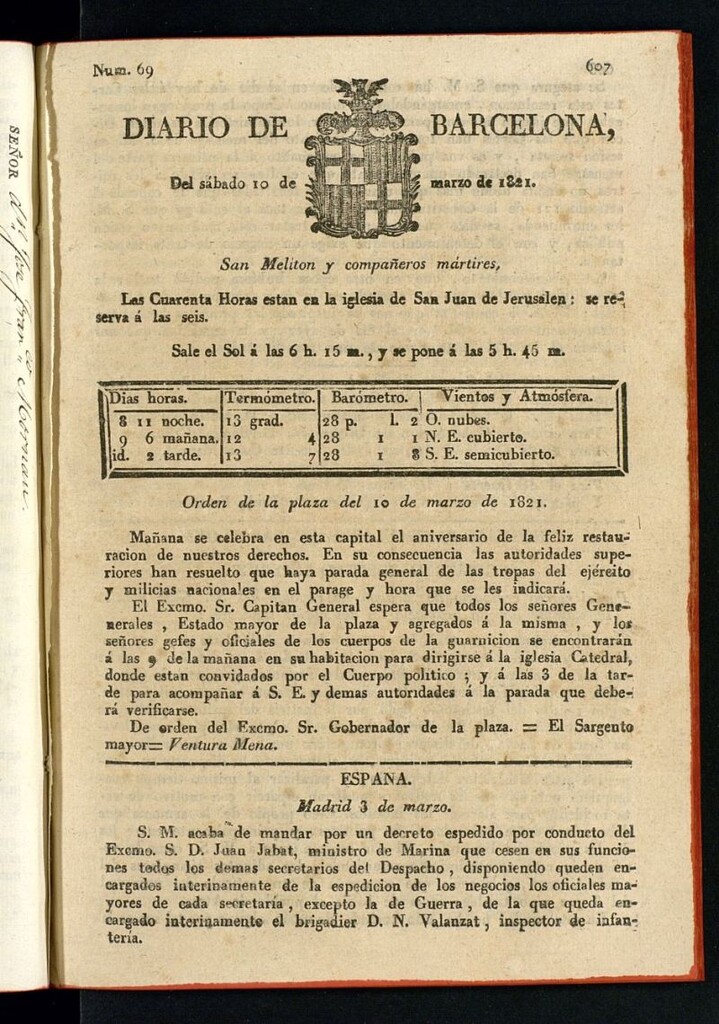 Num. 69
607
DIARIO DE BARCELONA,
Del sábado 10 de marzo de 1821.
San Meliton y compañeros mártires,
Las Cuarenta Horas estan en la iglesia de San Juan de Jerusalen: se re-
serva á las seis.
Sale el Sol á las 6 h. 15 m., y se pone á las 5 h. 45 m.
Dias horas. Termómetro. Barómetro. Vientos y Atmósfera.
8 11 noche. 13 grad. 28 p. l. 2 O. nubes.
9 6 mañana. 12 4 28 1 1 N. E. cubierto.
id. 2 tarde. 13 7 28 1 8 S. E. semicubierto.
Orden de la plaza del 10 de marzo de 1821.
Mañana se celebra en esta capital el aniversario de la feliz restau-
racion de nuestros derechos. En su consecuencia las autoridades supe-
riores han resuelto que haya parada general de las tropas del ejército
y milicias nacionales en el parage y hora que se les indicará.
El Excmo. Sr. Capitan General espera que todos los señores Gene-
nerales, Estado mayor de la plaza y agregados á la misma, y los
señores gefes y oficiales de los cuerpos de la guarnicion se encontrarán
á las 9 de la mañana en su habitacion para dirigirse á la iglesia Catedral,
donde estan convidados por el Cuerpo politico; y á las 3 de la tar-
de para acompañar á S. E. y demas autoridades á la parada que debe-
rá verificarse.
De orden del Excmo. Sr. Gobernador de la plaza. = El Sargento
mayor= Ventura Mena.
ESPANA.
Madrid 3 de marzo.
S. M. acaba de mandar por un decreto espedido por conducto del
Excmo. S. D. Juan Jabat, ministro de Marina que cesen en sus funcio-
nes todos los demas secretarios del Despacho, disponiendo queden en-
cargados interinamente de la espedicion de los negocios los oficiales ma-
yores de cada secretaría, excepto la de Guerra, de la que queda en-
cargado interinamente el brigadier D. N. Valanzat, inspector de infan-
tería.
SEÑOR